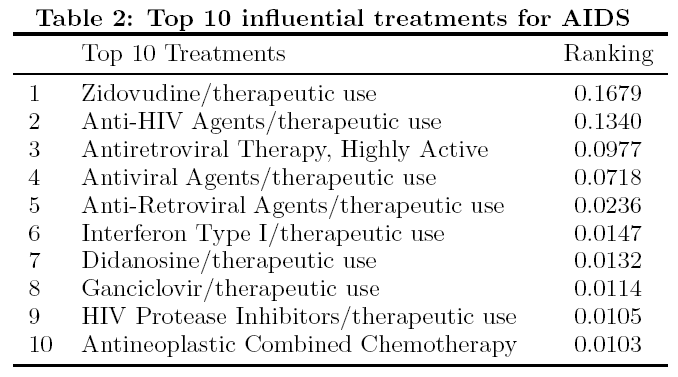 Table 2: Top 10 influential treatments for AIDS
Top 10 Treatments Ranking
1 Zidovudine/therapeutic use 0.1679
2 Anti-HIV Agents/therapeutic use 0.1340
3 Antiretroviral Therapy, Highly Active 0.0977
4 Antiviral Agents/therapeutic use 0.0718
5 Anti-Retroviral Agents/therapeutic use 0.0236
6 Interferon Type I/therapeutic use 0.0147
7 Didanosine/therapeutic use 0.0132
8 Ganciclovir/therapeutic use 0.0114
9 HIV Protease Inhibitors/therapeutic use 0.0105
10 Antineoplastic Combined Chemotherapy 0.0103